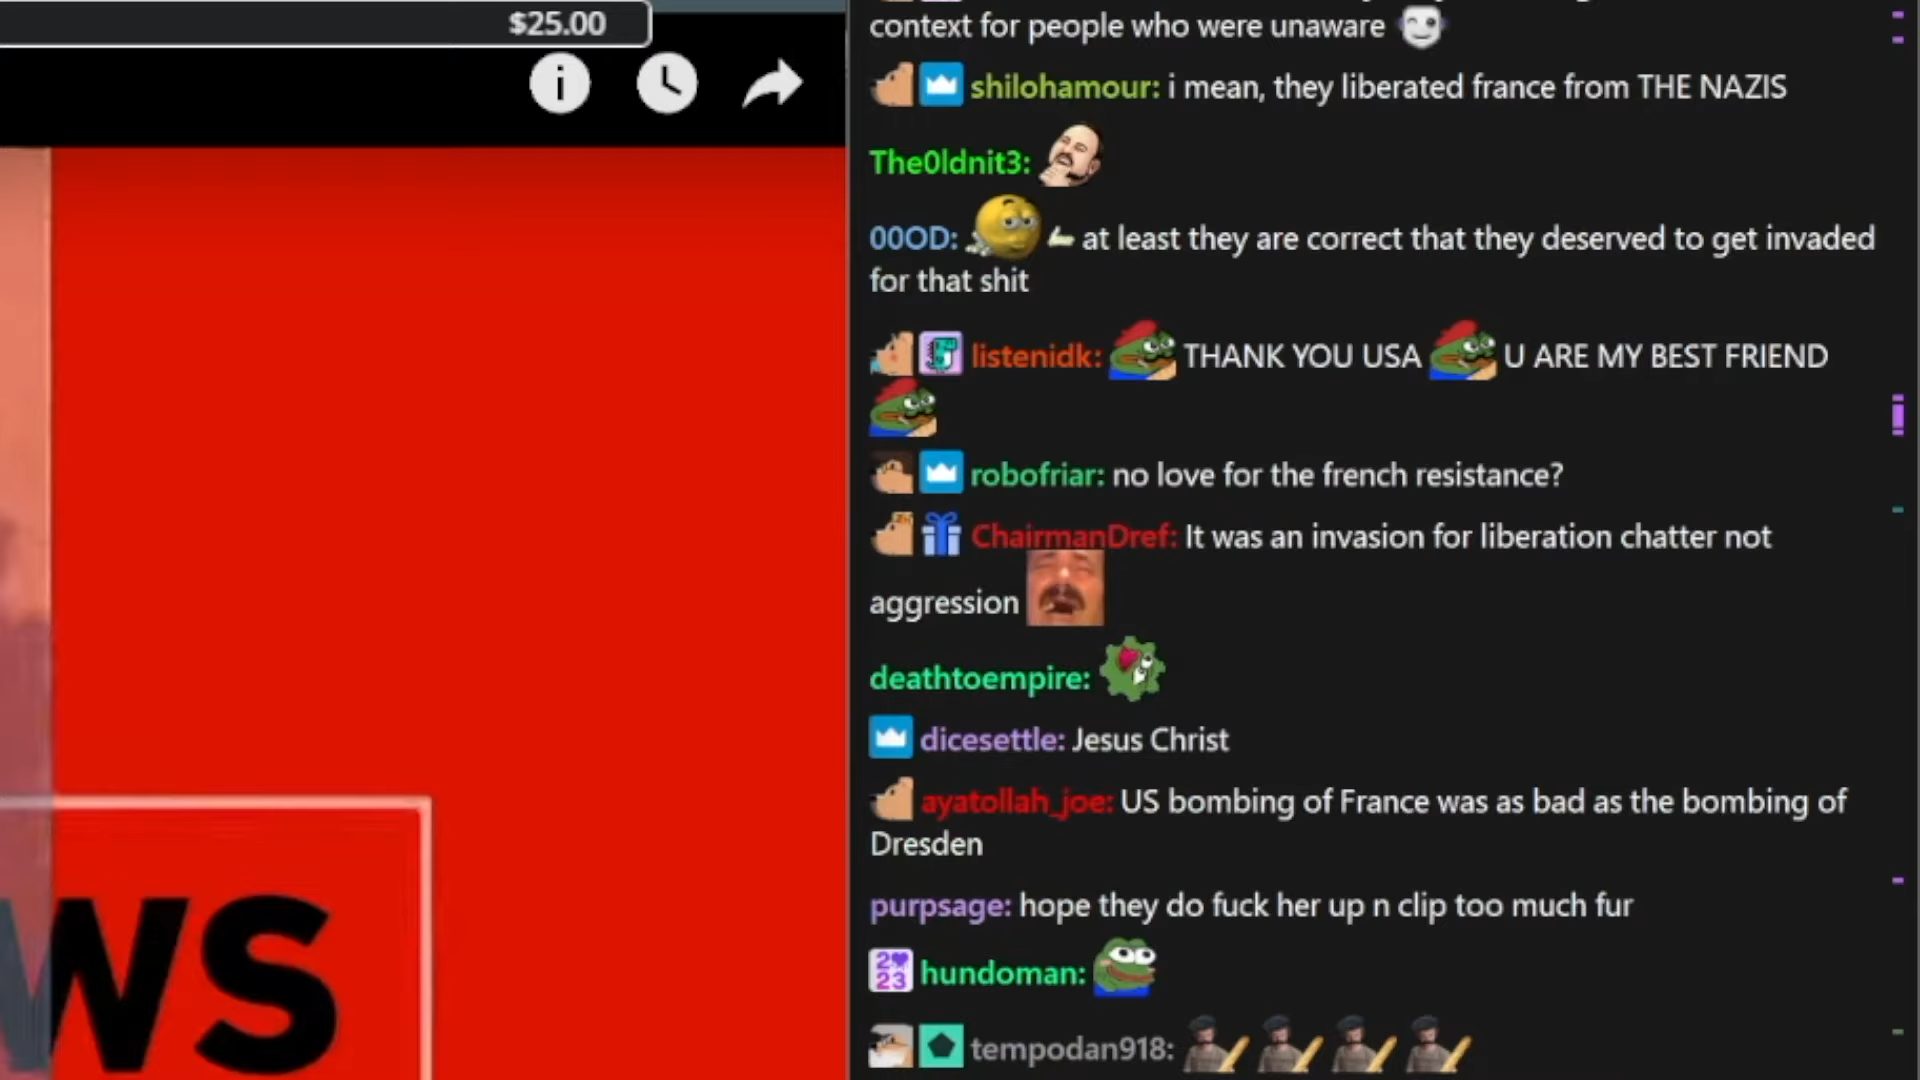 $25.00
context for people who were unaware
shilohamour: i mean, they liberated france from THE NAZIS
The0ldnit3:
00OD: at least they are correct that they deserved to get invaded
for that shit
listenidk: THANK YOU USA U ARE MY BEST FRIEND
robofriar: no love for the french resistance?
ChairmanDref: It was an invasion for liberation chatter not
aggression
deathtoempire:
dicesettle: Jesus Christ
ayatollah_joe: US bombing of France was as bad as the bombing of
Dresden
purpsage: hope they do fuck her up n clip too much fur
2023 hundoman:
tempodan918:
WS